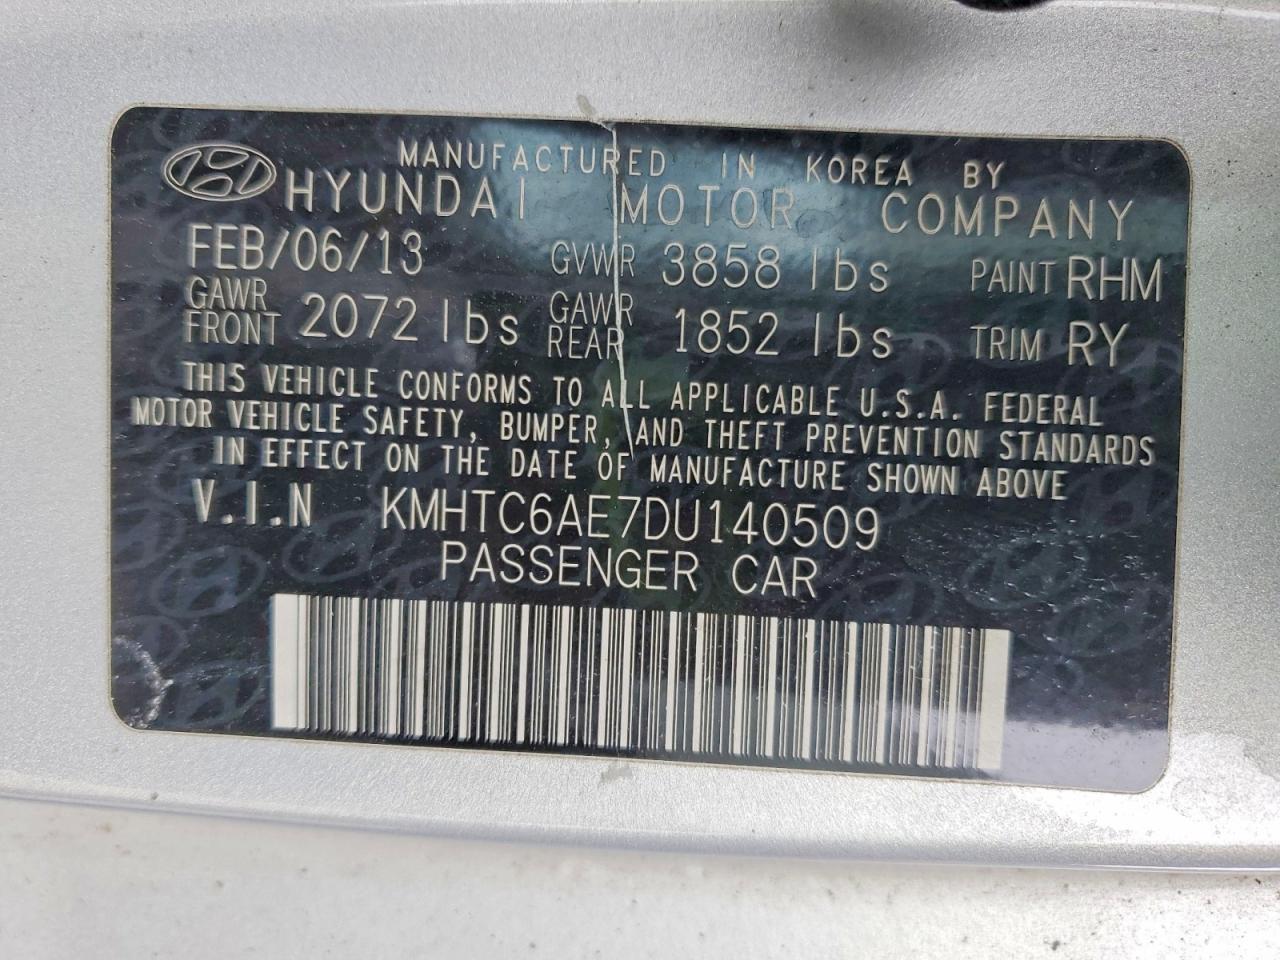 MANUFACTURED IN KOREA BY
HYUNDAI MOTOR COMPANY
FEB/06/13 GVWR 3858 lbs PAINT RHM
GAWR FRONT 2072 lbs GAWR REAR 1852 lbs TRIM RY
THIS VEHICLE CONFORMS TO ALL APPLICABLE U.S.A. FEDERAL
MOTOR VEHICLE SAFETY, BUMPER, AND THEFT PREVENTION STANDARDS
IN EFFECT ON THE DATE OF MANUFACTURE SHOWN ABOVE
V.I.N KMHTC6AE7DU140509
PASSENGER CAR